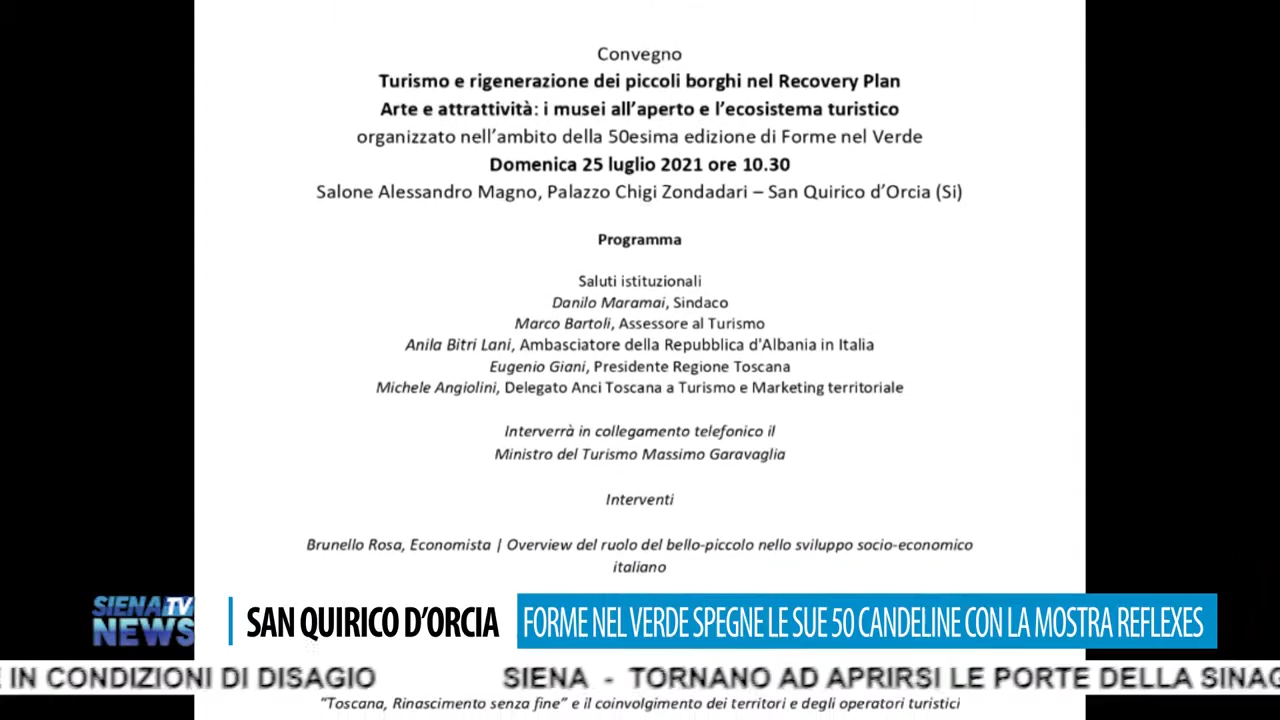 Convegno
Turismo e rigenerazione dei piccoli borghi nel Recovery Plan
Arte e attrattività: i musei all'aperto e l'ecosistema turistico
organizzato nell'ambito della 50esima edizione di Forme nel Verde
Domenica 25 luglio 2021 ore 10.30
Salone Alessandro Magno, Palazzo Chigi Zondadari – San Quirico d'Orcia (Si)
Programma
Saluti istituzionali
Danilo Maramai, Sindaco
Marco Bartoli, Assessore al Turismo
Anila Bitri Lani, Ambasciatore della Repubblica d'Albania in Italia
Eugenio Giani, Presidente Regione Toscana
Michele Angiolini, Delegato Anci Toscana a Turismo e Marketing territoriale
Interverrà in collegamento telefonico il
Ministro del Turismo Massimo Garavaglia
Interventi
Brunello Rosa, Economista | Overview del ruolo del bello-piccolo nello sviluppo socio-economico
italiano
SIENA TV
NEWS
SAN QUIRICO D'ORCIA
FORME NEL VERDE SPEGNE LE SUE 50 CANDELINE CON LA MOSTRA REFLEXES
E IN CONDIZIONI DI DISAGIO SIENA - TORNANO AD APRIRSI LE PORTE DELLA SINAG
"Toscana, Rinascimento senza fine" e il coinvolgimento dei territori e degli operatori turistici